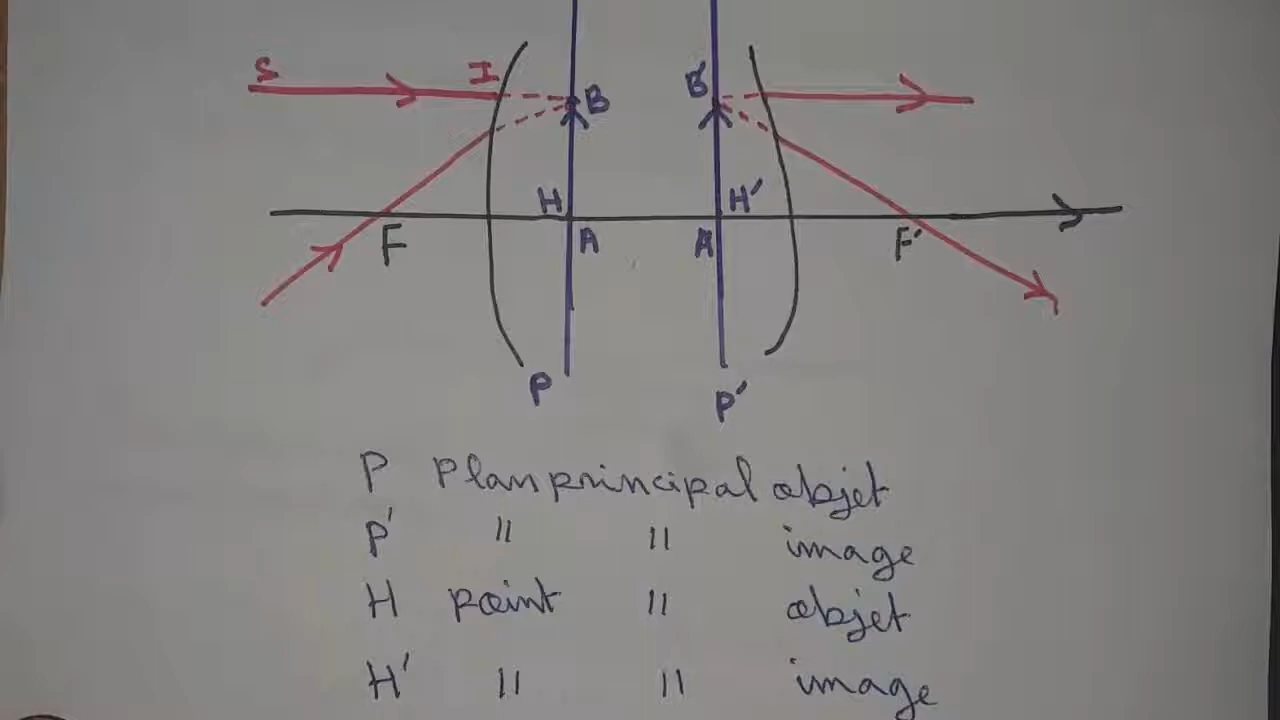 S I B B'
H H'
F A A F'
P P'
P Plan principal objet
P' " " image
H point " objet
H' " " image